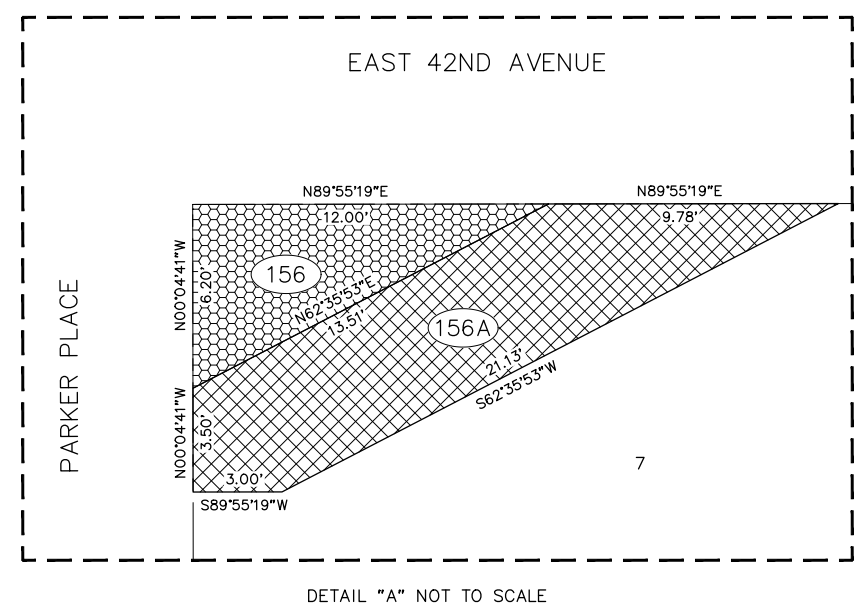 EAST 42ND AVENUE
N89°55'19"E
N89°55'19"E
12.00'
9.78'
N00°04'41"W
6.20'
156
N62°35'53"E
13.51'
156A
PARKER PLACE
21.13'
S62°35'53"W
N00°04'41"W
3.50'
3.00'
S89°55'19"W
7
DETAIL "A" NOT TO SCALE